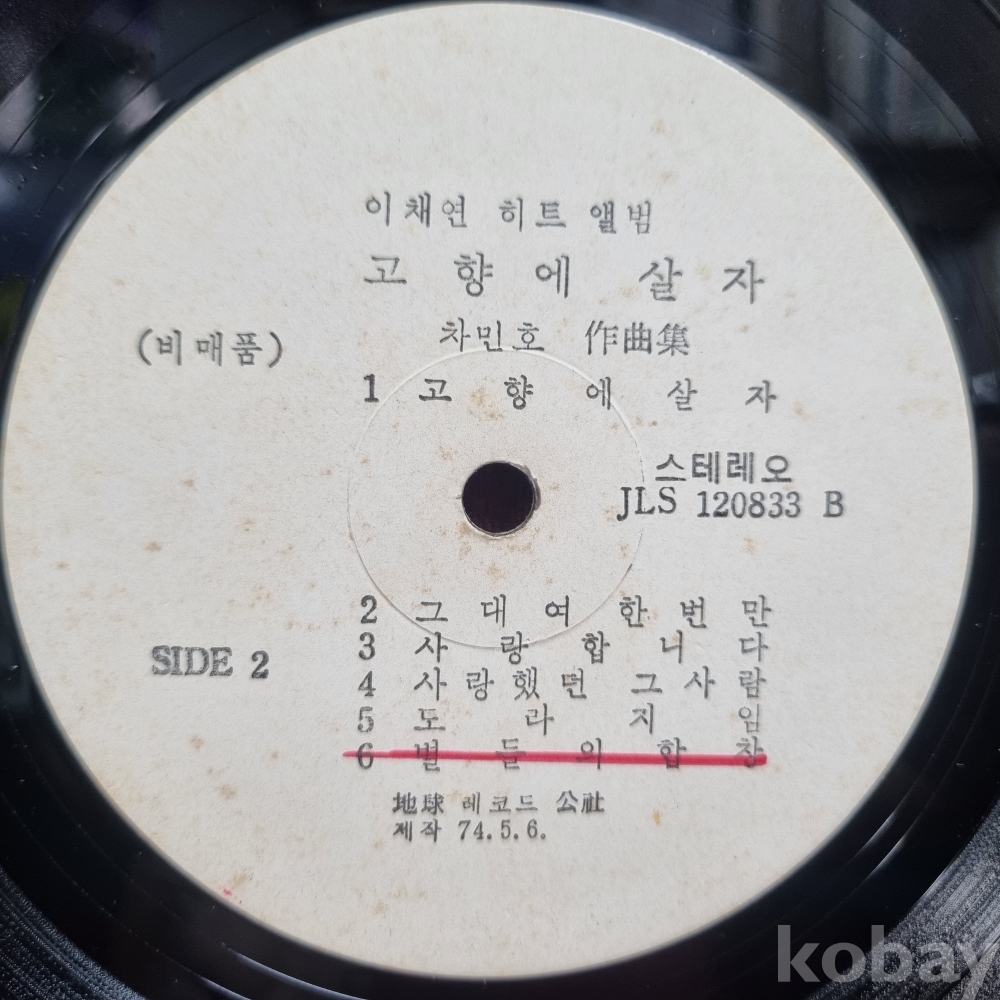 이채연 히트 앨범
고향에 살자
(비매품)
차민호 作曲集
1 고향에 살자
스테레오
JLS 120833 B
2 그대여 한번만
SIDE 2
3 사랑합니다
4 사랑했던 그사람
5 도라지임
6 별들의합창
地球 레코드 公社
제작 74.5.6.
kobay